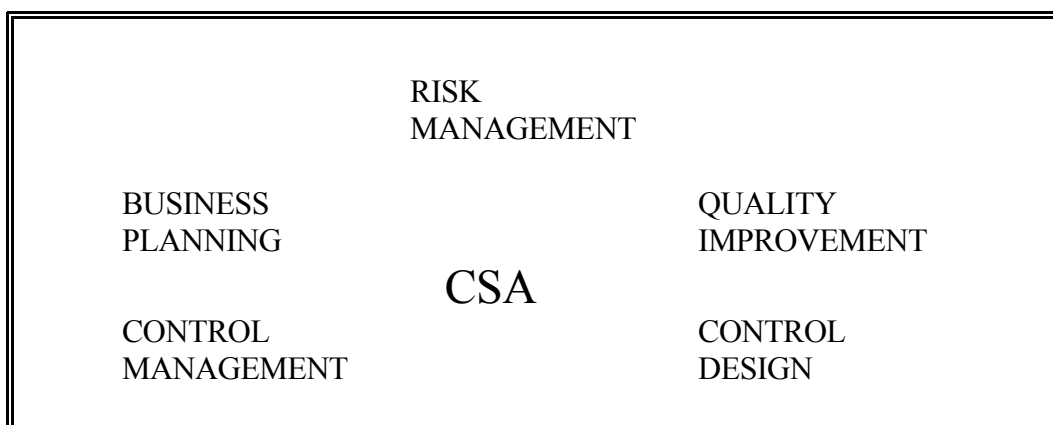 RISK
MANAGEMENT
BUSINESS
PLANNING
QUALITY
IMPROVEMENT
CSA
CONTROL
MANAGEMENT
CONTROL
DESIGN